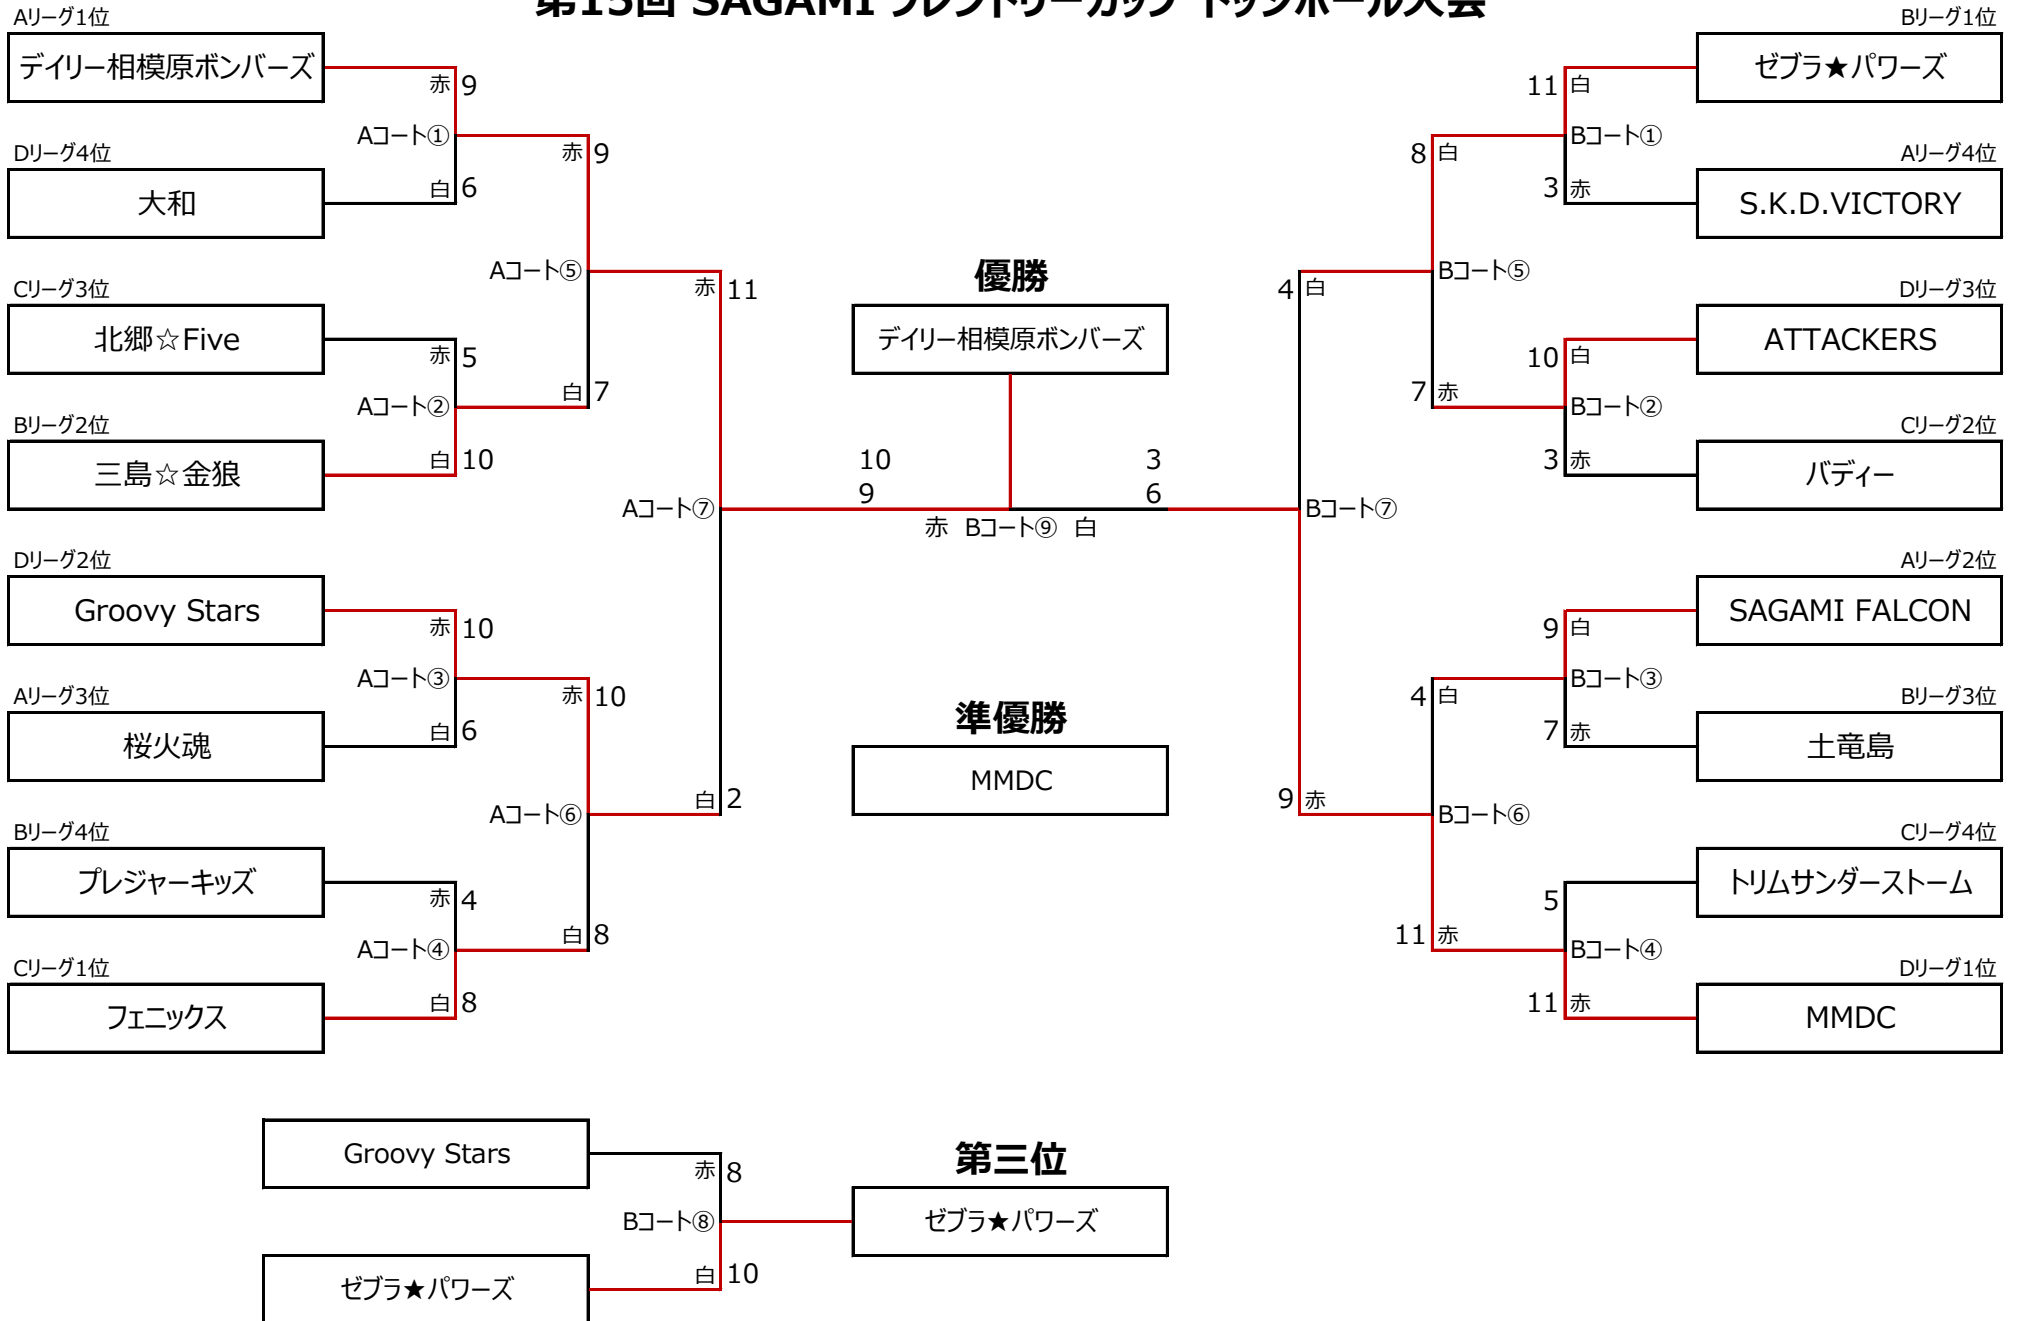 第15回 SAGAMI フレンドリーカップ ドッジボール大会
Aリーグ1位
デイリー相模原ボンバーズ
赤 9
Aコート①
Dリーグ4位
大和
白 6
赤 9
Aコート⑤
Cリーグ3位
北郷☆Five
赤 5
Aコート②
Bリーグ2位
三島☆金狼
白 10
白 7
赤 11
Aコート⑦
Dリーグ2位
Groovy Stars
赤 10
Aコート③
Aリーグ3位
桜火魂
白 6
赤 10
Aコート⑥
Bリーグ4位
プレジャーキッズ
赤 4
Aコート④
Cリーグ1位
フェニックス
白 8
白 8
白 2
優勝
デイリー相模原ボンバーズ
10 3
9 6
赤 Bコート⑨ 白
準優勝
MMDC
Bリーグ1位
ゼブラ★パワーズ
11 白
Bコート①
Aリーグ4位
S.K.D.VICTORY
3 赤
8 白
Bコート⑤
Dリーグ3位
ATTACKERS
10 白
Bコート②
Cリーグ2位
バディー
3 赤
7 赤
4 白
Bコート⑦
Aリーグ2位
SAGAMI FALCON
9 白
Bコート③
Bリーグ3位
土竜島
7 赤
4 白
Bコート⑥
Cリーグ4位
トリムサンダーストーム
5
Bコート④
Dリーグ1位
MMDC
11 赤
11 赤
9 赤
Groovy Stars
赤 8
Bコート⑧
ゼブラ★パワーズ
白 10
第三位
ゼブラ★パワーズ